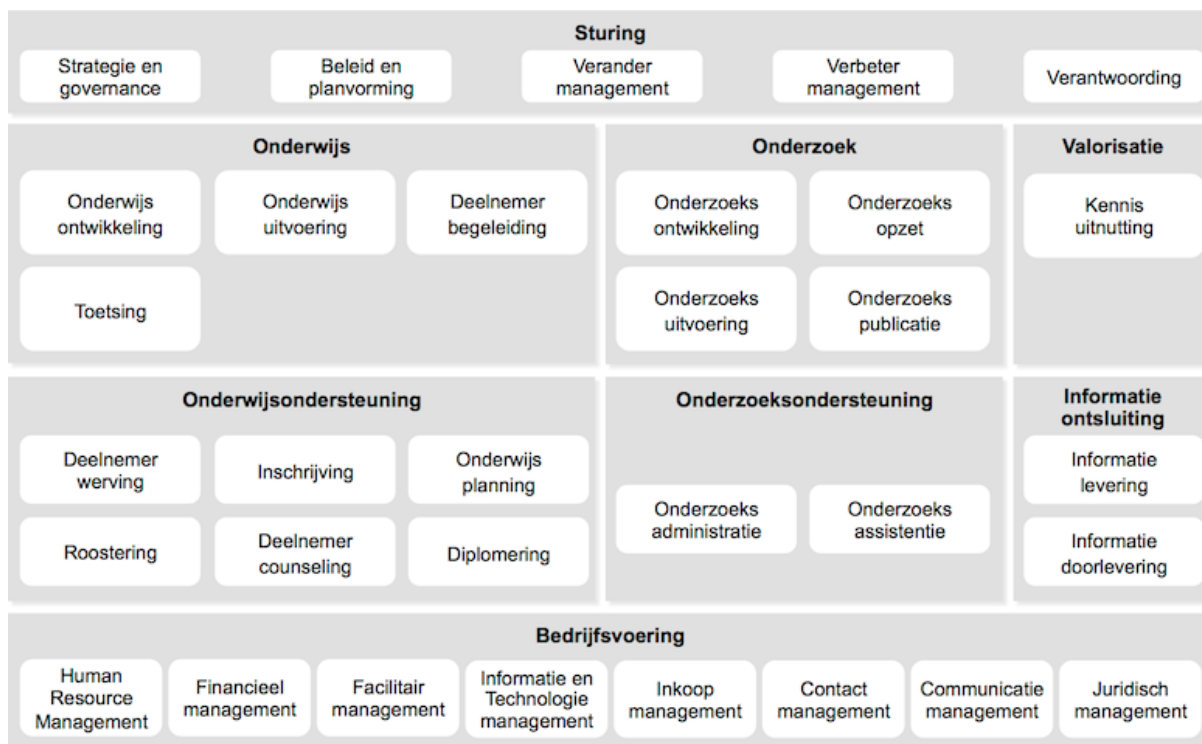 Sturing
Strategie en
governance
Beleid en
planvorming
Verander
management
Verbeter
management
Verantwoording
Onderwijs
Onderwijs
ontwikkeling
Onderwijs
uitvoering
Deelnemer
begeleiding
Toetsing
Onderzoek
Onderzoeks
ontwikkeling
Onderzoeks
opzet
Onderzoeks
uitvoering
Onderzoeks
publicatie
Valorisatie
Kennis
uitnutting
Onderwijsondersteuning
Deelnemer
werving
Inschrijving
Onderwijs
planning
Roostering
Deelnemer
counseling
Diplomering
Onderzoeksondersteuning
Onderzoeks
administratie
Onderzoeks
assistentie
Informatie
ontsluiting
Informatie
levering
Informatie
doorlevering
Bedrijfsvoering
Human
Resource
Management
Financieel
management
Facilitair
management
Informatie en
Technologie
management
Inkoop
management
Contact
management
Communicatie
management
Juridisch
management